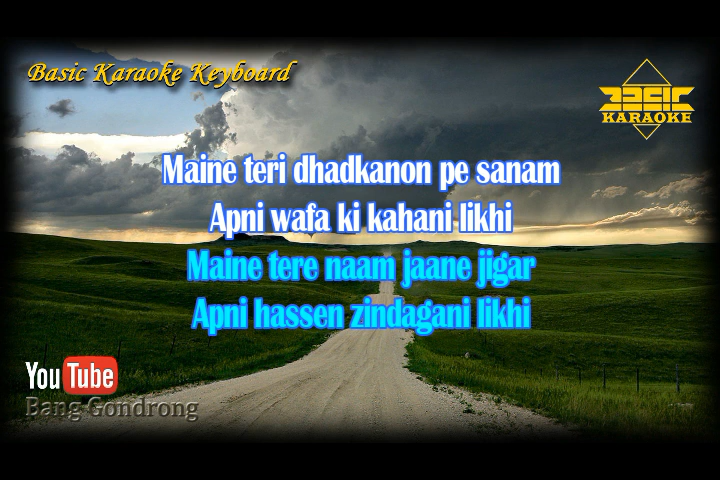 Basic Karaoke Keyboard
BASIC
KARAOKE
Maine teri dhadkanon pe sanam
Apni wafa ki kahani likhi
Maine tere naam jaane jigar
Apni hassen zindagani likhi
YouTube
Bang Gondrong